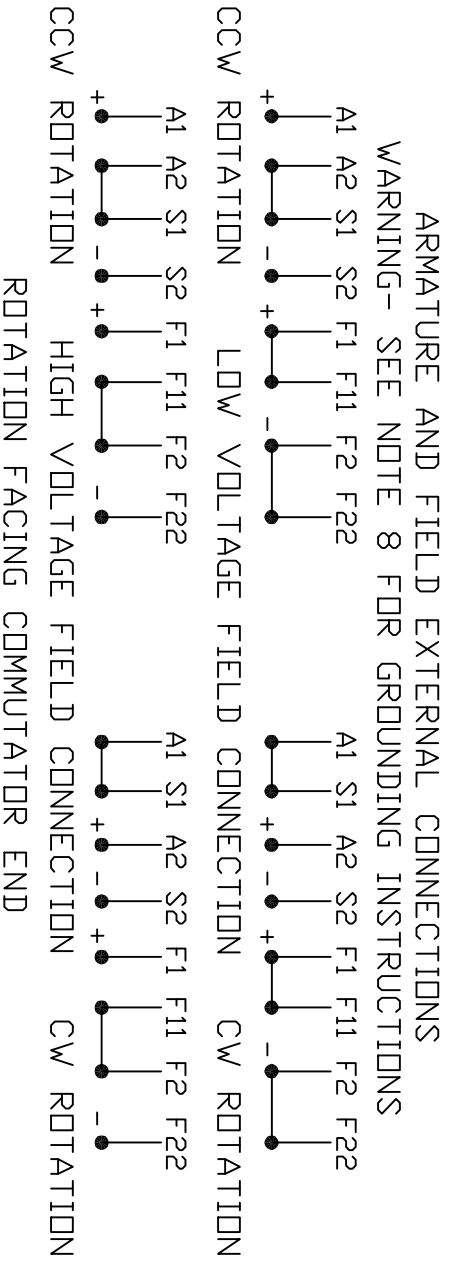 ARMATURE AND FIELD EXTERNAL CONNECTIONS
WARNING- SEE NOTE 8 FOR GROUNDING INSTRUCTIONS
A1 A2 S1 S2 F1 F11 F2 F22 A1 S1 A2 S2 F1 F11 F2 F22
+ - + - + - + -
CCW ROTATION LOW VOLTAGE FIELD CONNECTION CW ROTATION
A1 A2 S1 S2 F1 F11 F2 F22 A1 S1 A2 S2 F1 F11 F2 F22
+ - + - + - + -
CCW ROTATION HIGH VOLTAGE FIELD CONNECTION CW ROTATION
ROTATION FACING COMMUTATOR END